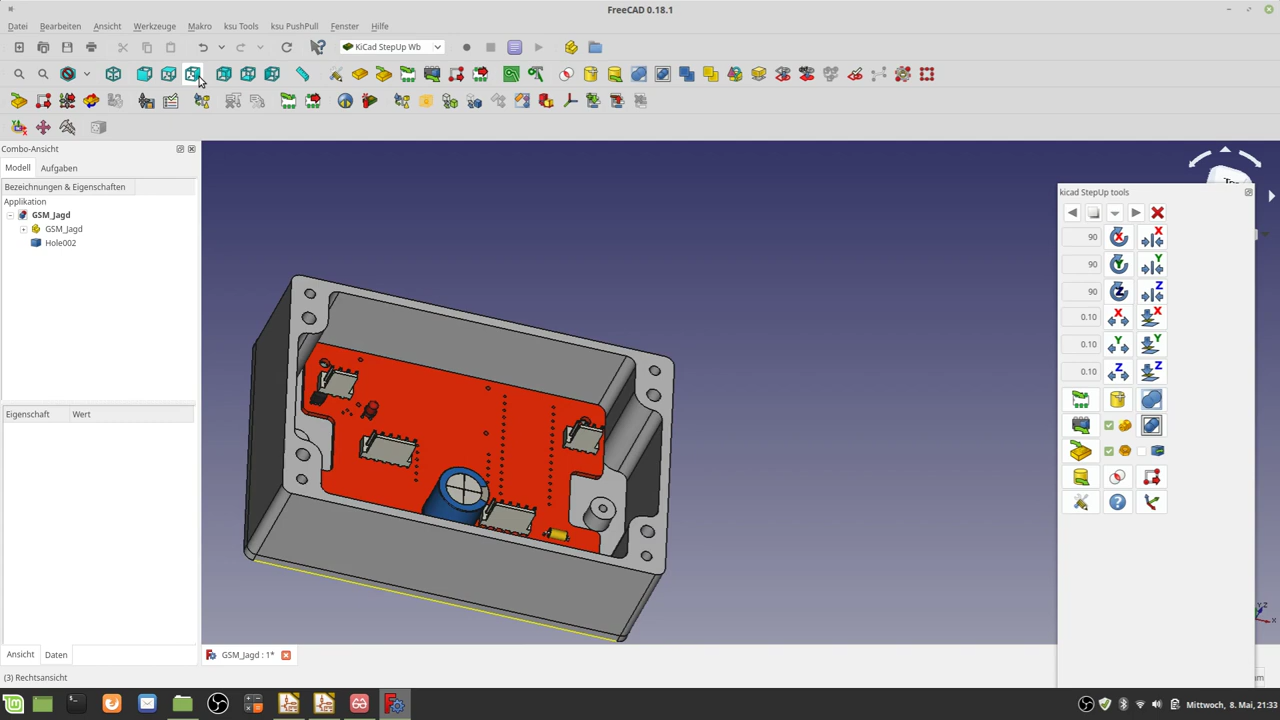 FreeCAD 0.18.1
Datei Bearbeiten Ansicht Werkzeuge Makro ksu Tools ksu PushPull Fenster Hilfe
KiCad StepUp Wb
Combo-Ansicht
Modell Aufgaben
Bezeichnungen & Eigenschaften
Applikation
GSM_Jagd
GSM_Jagd
Hole002
Eigenschaft Wert
kicad StepUp tools
90 X X
90 Y Y
90 Z Z
0.10 X X
0.10 Y Y
0.10 Z Z
Ansicht Daten
GSM_Jagd : 1*
(3) Rechtsansicht
Mittwoch, 8. Mai, 21:33